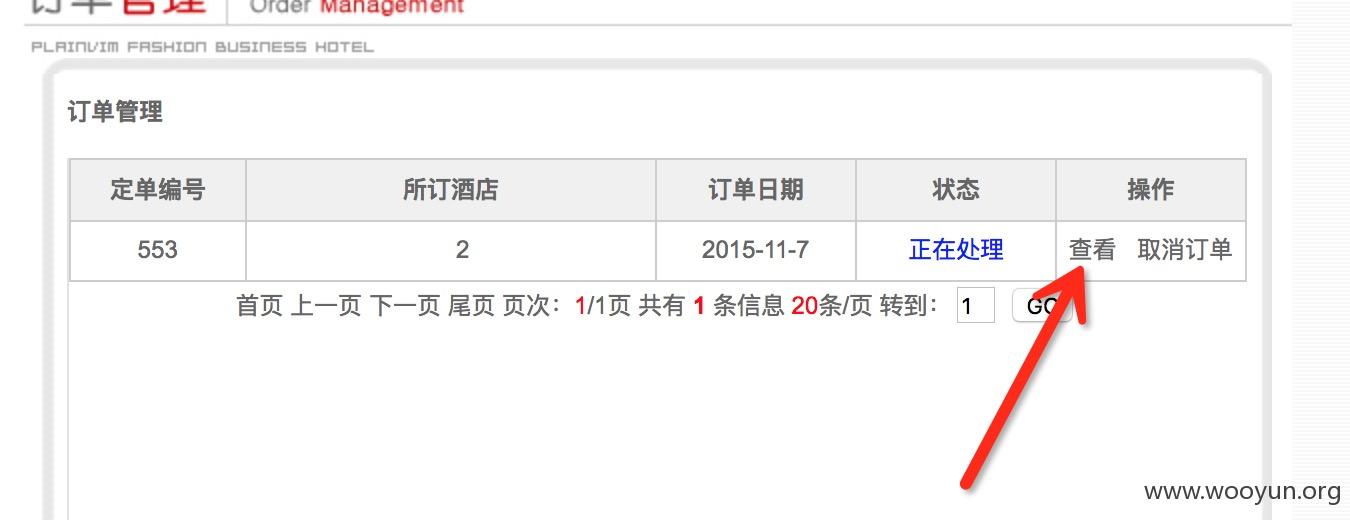 订单管理 Order Management
PLAINVIM FASHION BUSINESS HOTEL
订单管理
定单编号 所订酒店 订单日期 状态 操作
553 2 2015-11-7 正在处理 查看 取消订单
首页 上一页 下一页 尾页 页次：1/1页 共有 1 条信息 20条/页 转到： 1 GO
www.wooyun.org